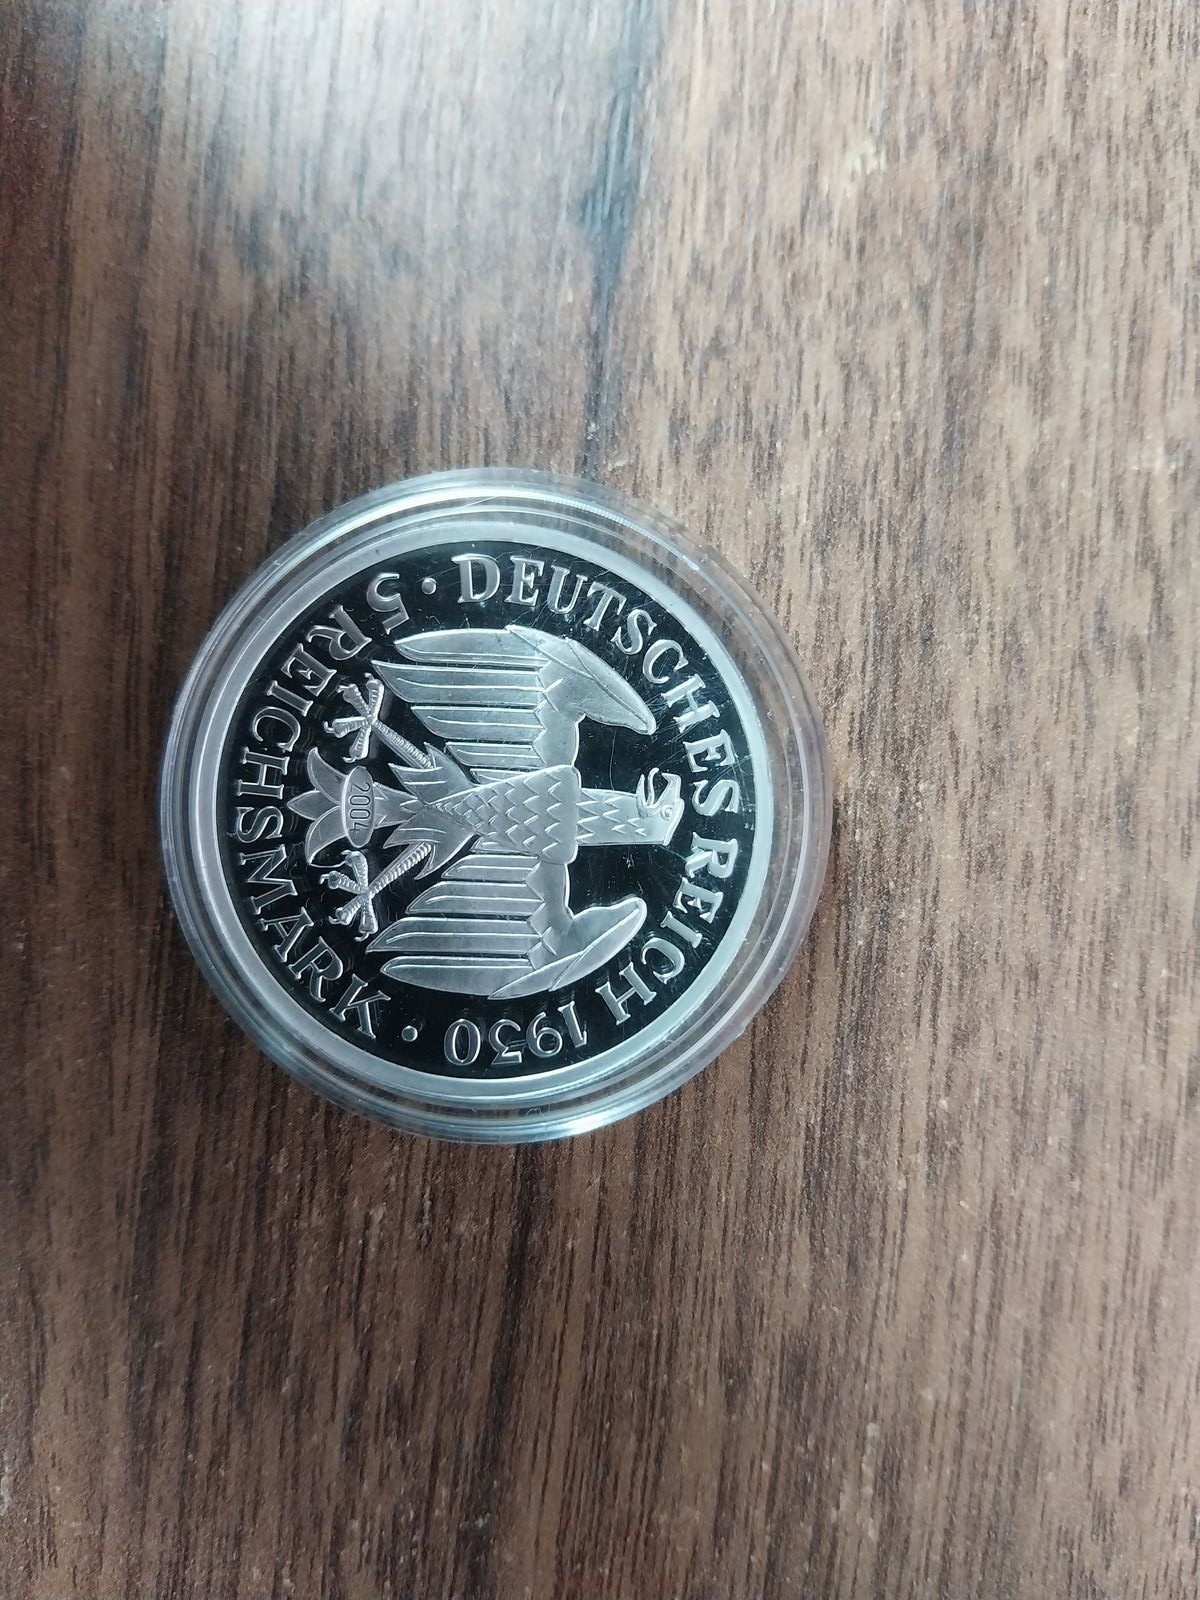 DEUTSCHES REICH 1930
5 REICHSMARK
2004